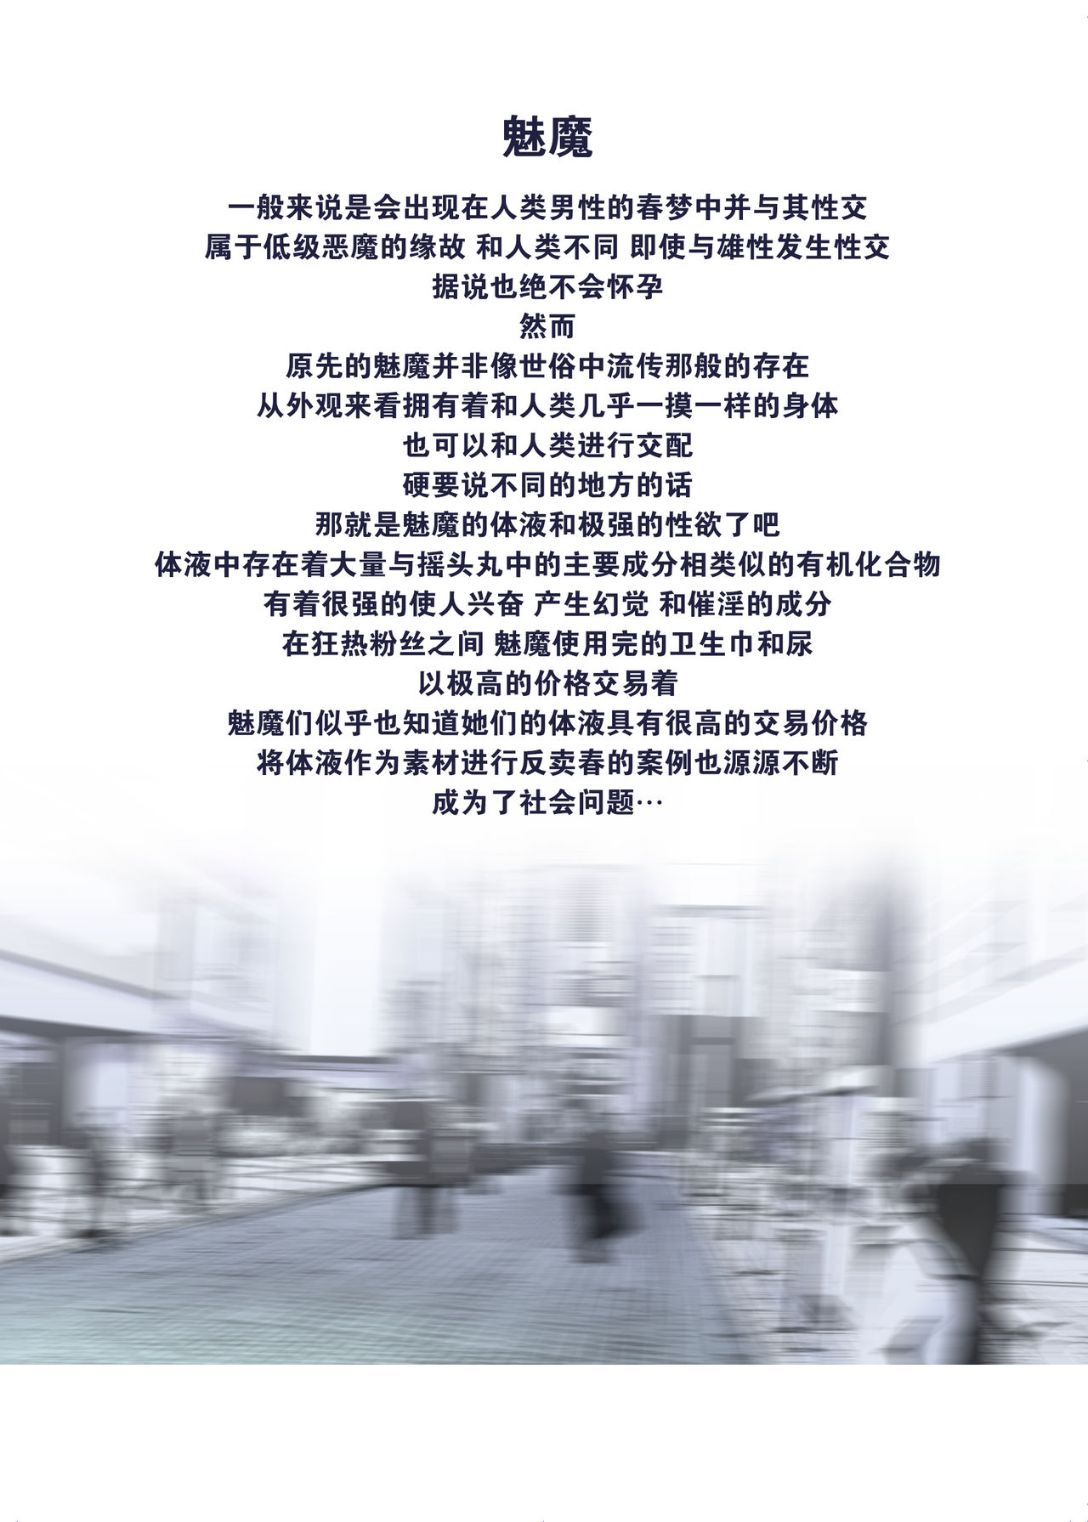 魅魔
一般来说是会出现在人类男性的春梦中并与其性交
属于低级恶魔的缘故 和人类不同 即使与雄性发生性交
据说也绝不会怀孕
然而
原先的魅魔并非像世俗中流传那般的存在
从外观来看拥有着和人类几乎一摸一样的身体
也可以和人类进行交配
硬要说不同的地方的话
那就是魅魔的体液和极强的性欲了吧
体液中存在着大量与摇头丸中的主要成分相类似的有机化合物
有着很强的使人兴奋 产生幻觉 和催淫的成分
在狂热粉丝之间 魅魔使用完的卫生巾和尿
以极高的价格交易着
魅魔们似乎也知道她们的体液具有很高的交易价格
将体液作为素材进行反卖春的案例也源源不断
成为了社会问题…